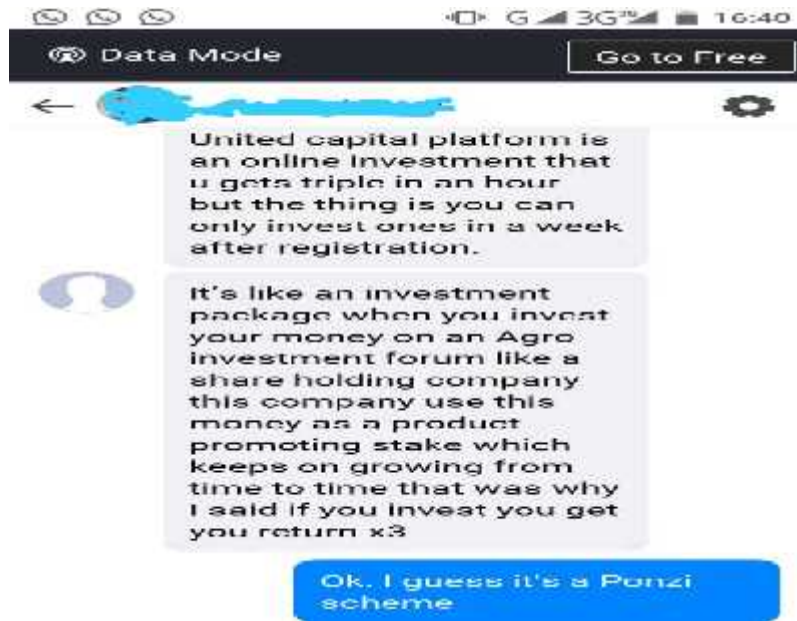 G 3G 16:40
Data Mode
Go to Free
United capital platform is
an online investment that
u gets triple in an hour
but the thing is you can
only invest ones in a week
after registration.
It's like an investment
package when you invest
your money on an Agro
investment forum like a
share holding company
this company use this
money as a product
promoting stake which
keeps on growing from
time to time that was why
I said if you invest you get
you return x3
Ok. I guess it's a Ponzi
scheme